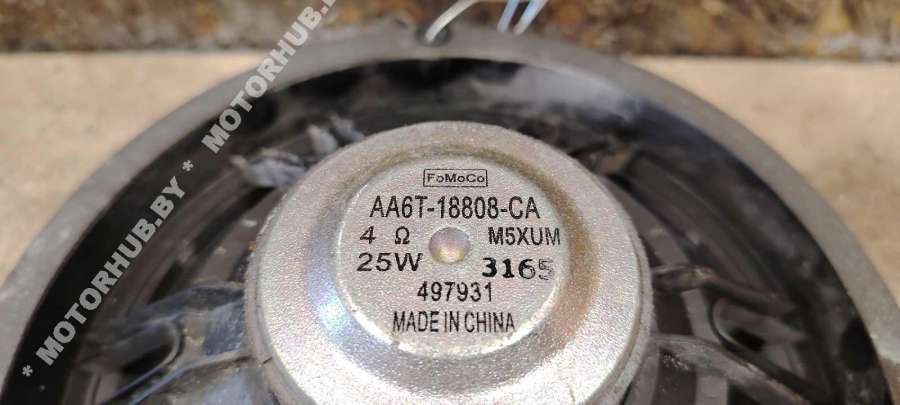 * MOTORHUB.BY * MOTORHUB.BY
FoMoCo
AA6T-18808-CA
4 Ω M5XUM
25W 3165
497931
MADE IN CHINA